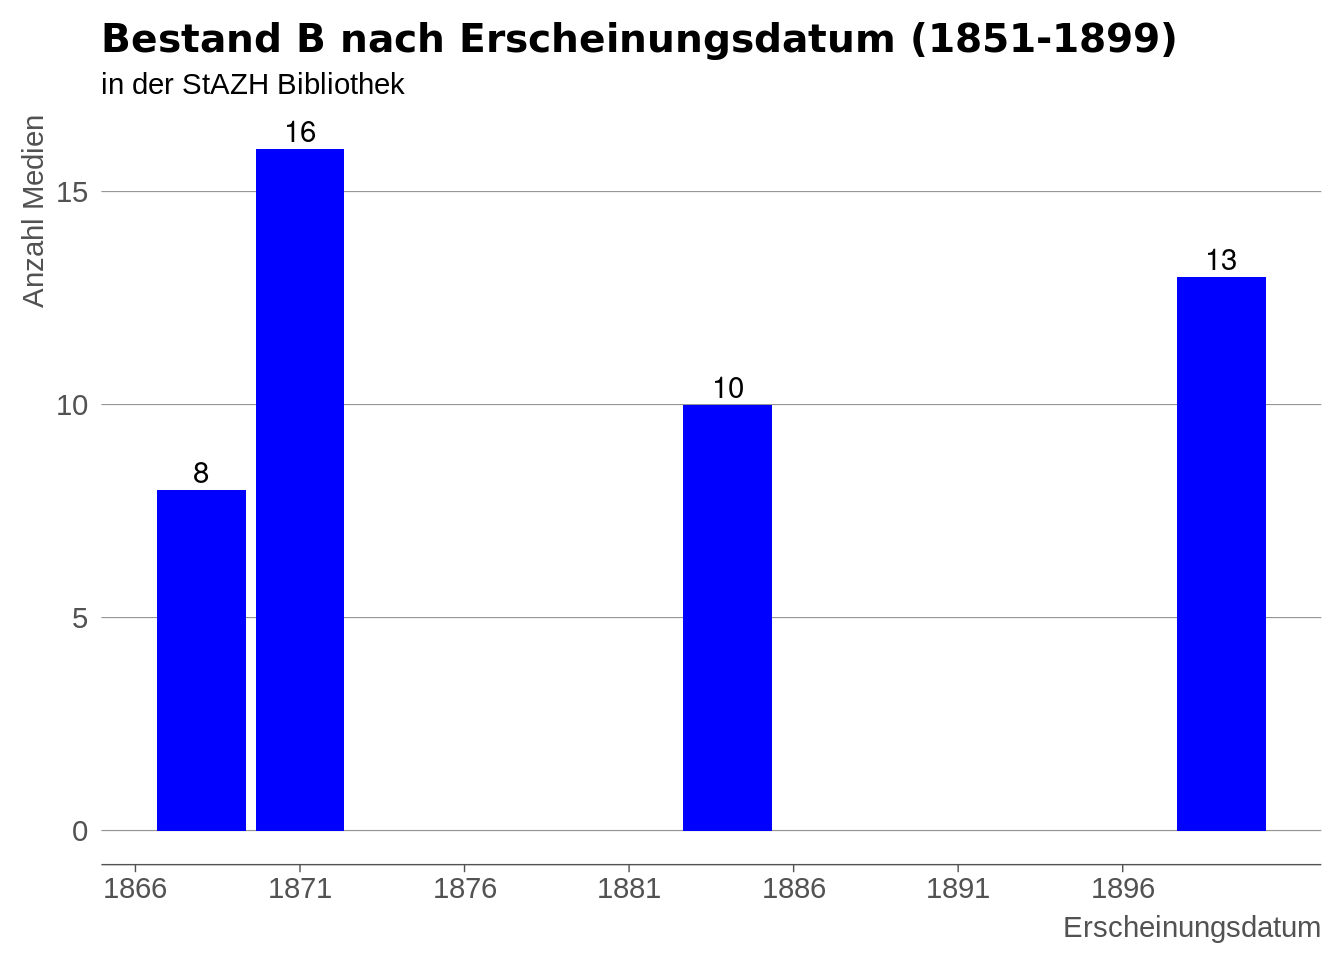 Bestand B nach Erscheinungsdatum (1851-1899)
in der StAZH Bibliothek
Anzahl Medien
16
15
13
10
10
8
5
0
1866 1871 1876 1881 1886 1891 1896
Erscheinungsdatum